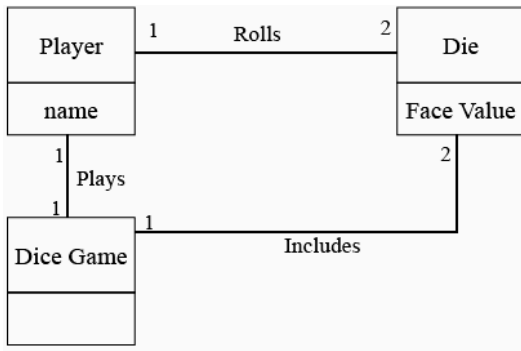 Player
1
Rolls
2
Die
name
Face Value
1
Plays
1
2
Dice Game
1
Includes